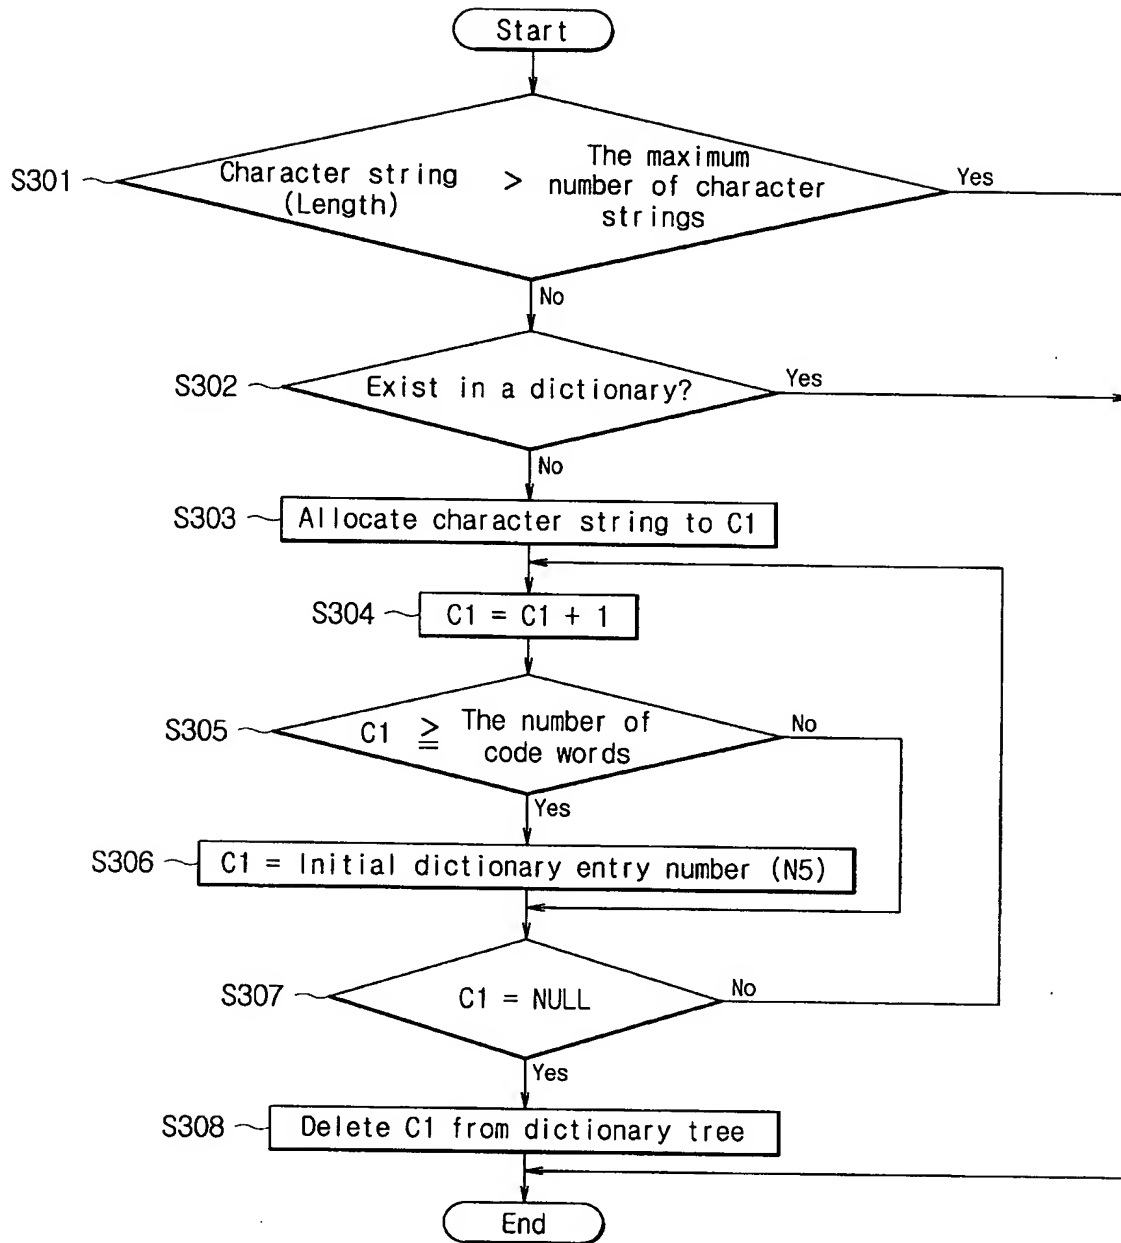 Start
S301
Character string
(Length)
>
The maximum
number of character
strings
Yes
No
S302
Exist in a dictionary?
Yes
No
S303
Allocate character string to C1
S304
C1 = C1 + 1
S305
C1 ≧ The number of
code words
No
Yes
S306
C1 = Initial dictionary entry number (N5)
S307
C1 = NULL
No
Yes
S308
Delete C1 from dictionary tree
End